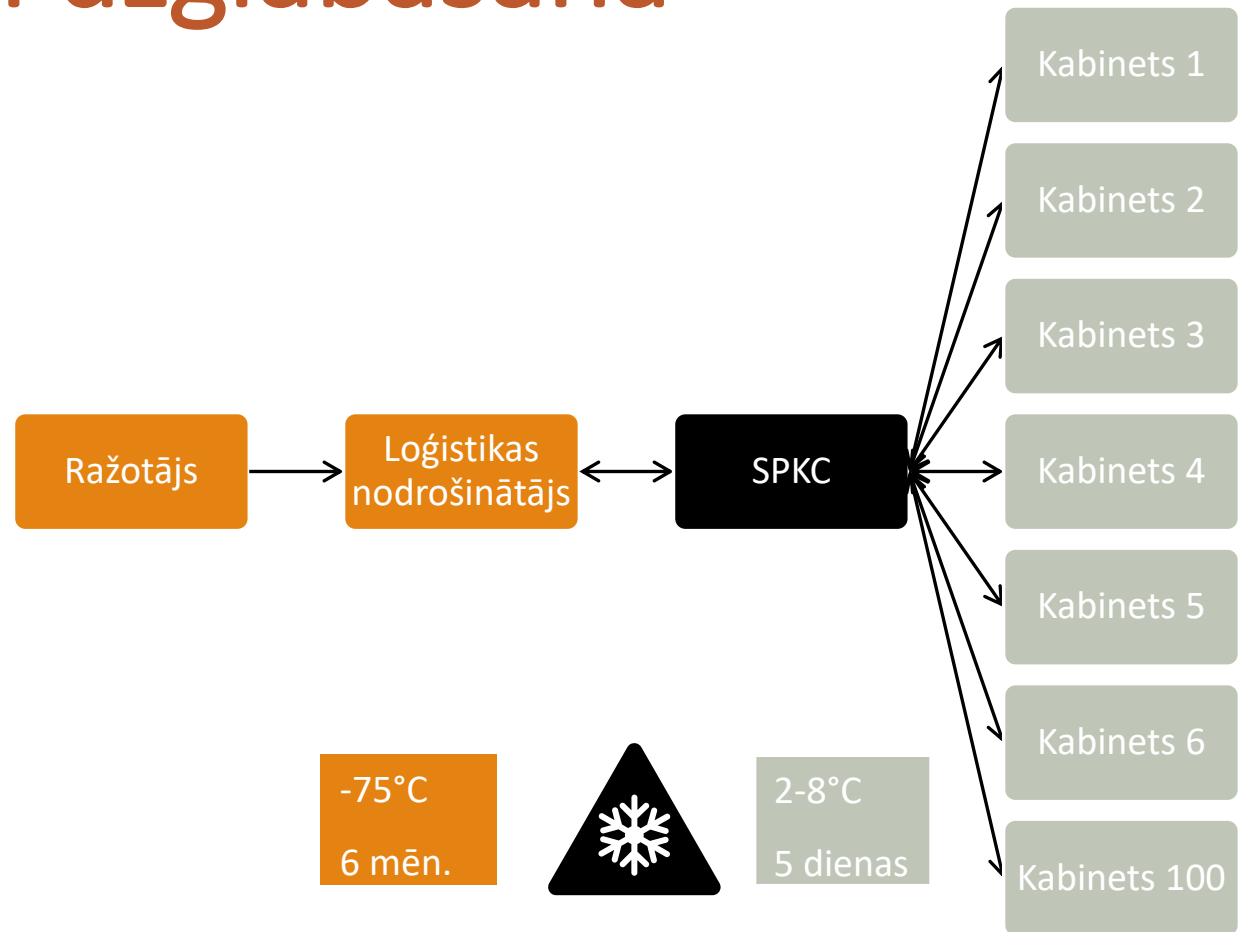 uzglabāšana
Kabinets 1
Kabinets 2
Kabinets 3
Ražotājs
Loģistikas
nodrošinātājs
SPKC
Kabinets 4
Kabinets 5
Kabinets 6
-75°C
6 mēn.
2-8°C
5 dienas
Kabinets 100